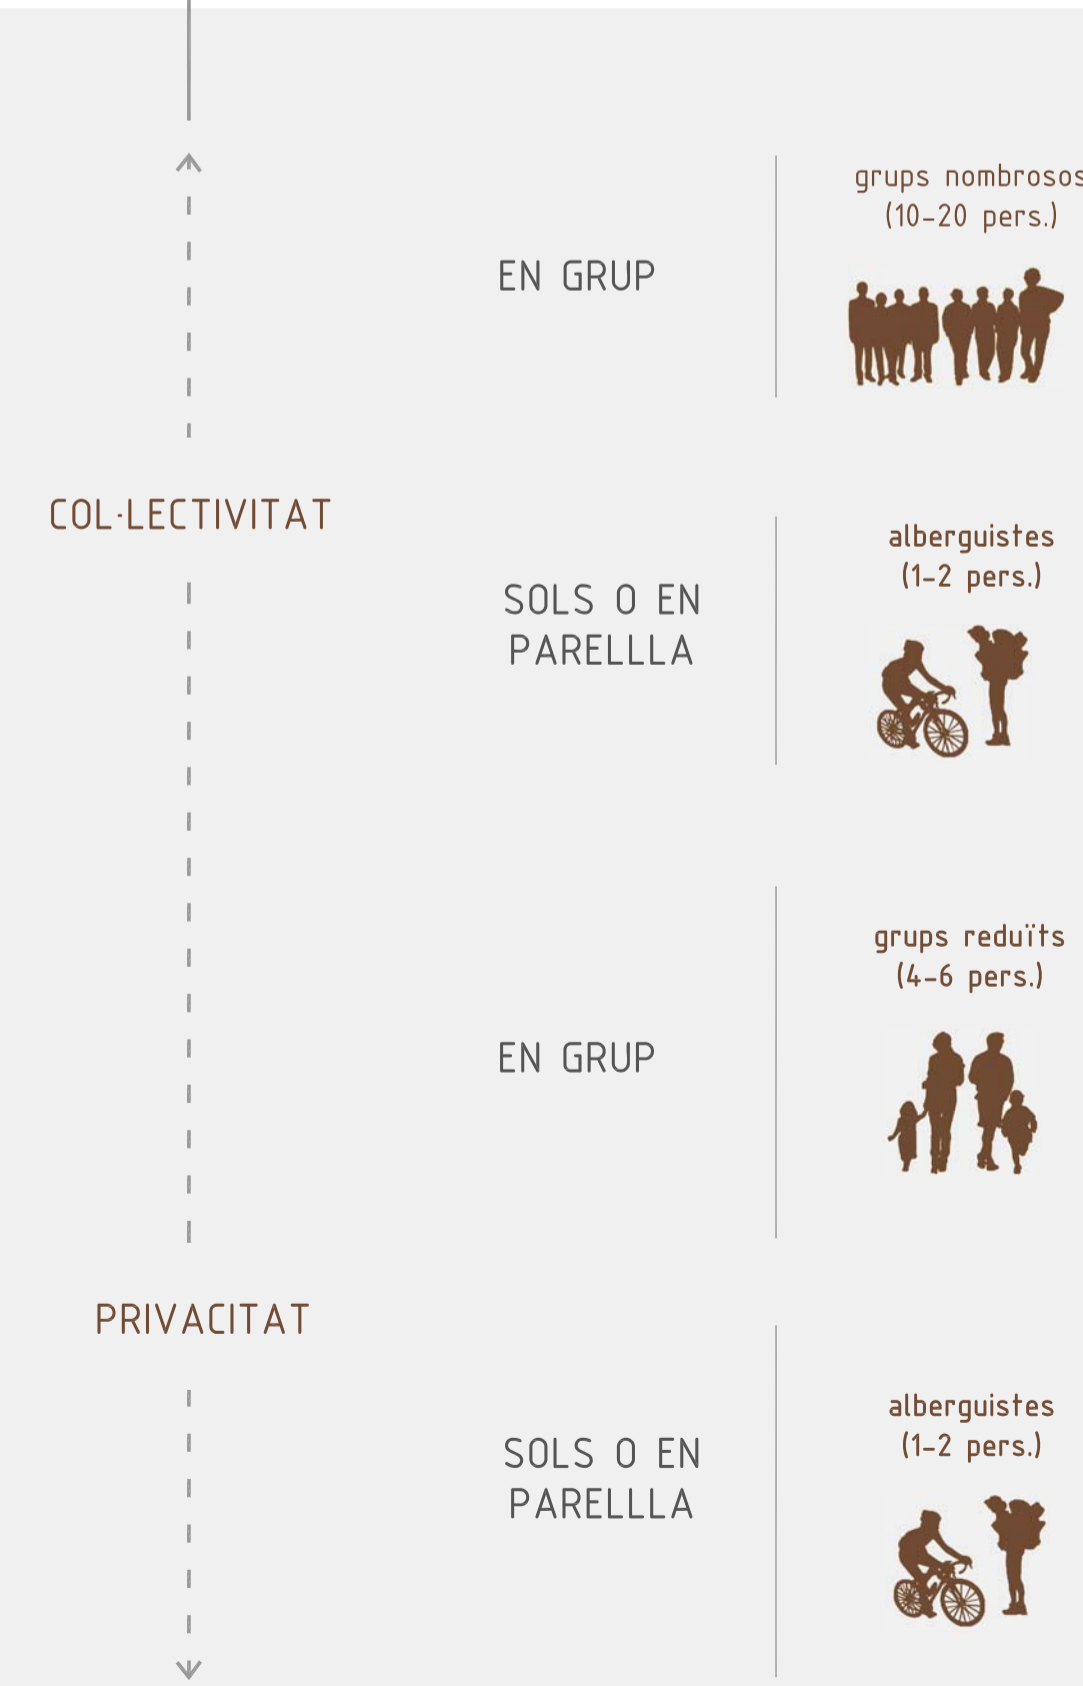 grups nombrosos
(10-20 pers.)
EN GRUP
COL·LECTIVITAT
alberguistes
(1-2 pers.)
SOLS O EN
PARELLLA
grups reduïts
(4-6 pers.)
EN GRUP
PRIVACITAT
alberguistes
(1-2 pers.)
SOLS O EN
PARELLLA